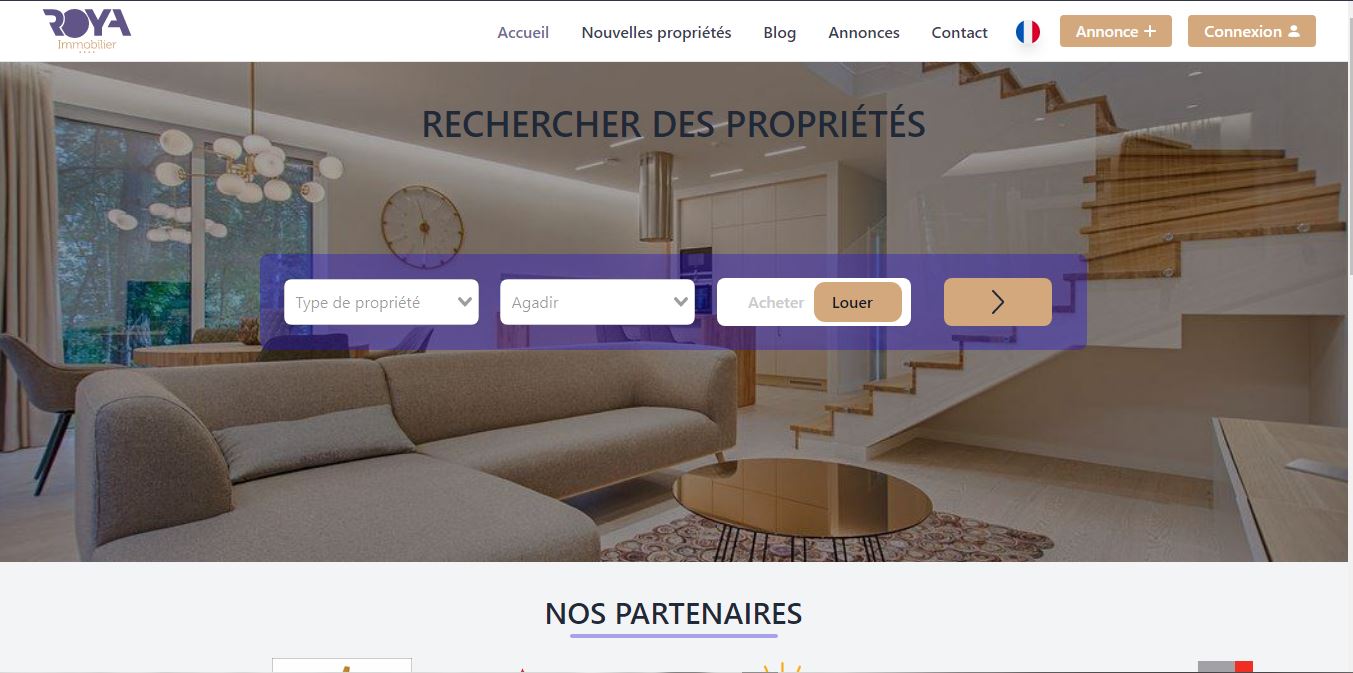 ROYA
Immobilier
Accueil Nouvelles propriétés Blog Annonces Contact Annonce + Connexion
RECHERCHER DES PROPRIÉTÉS
Type de propriété Agadir Acheter Louer
NOS PARTENAIRES